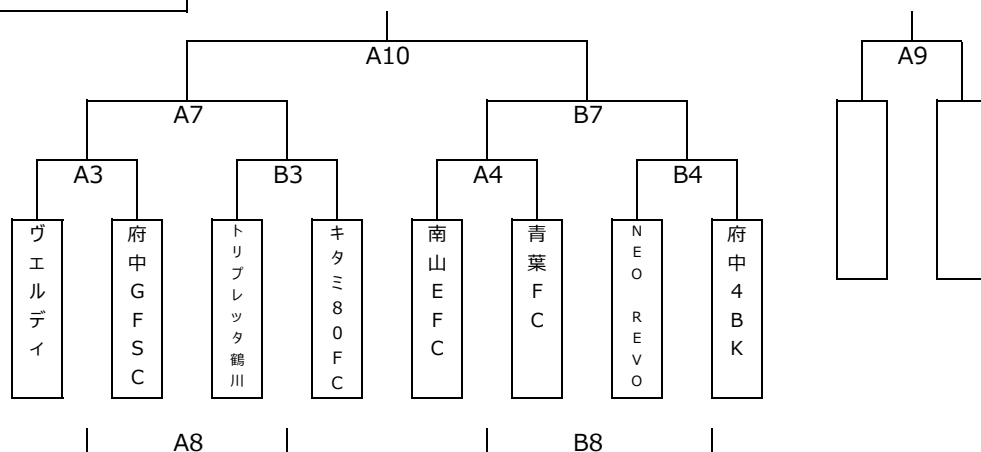 A10
A9
A7
B7
A3
B3
A4
B4
ヴェルディ
府中GFSC
トリプレッタ鶴川
キタミ80FC
南山EFC
青葉FC
NEO REVO
府中4BK
A8
B8